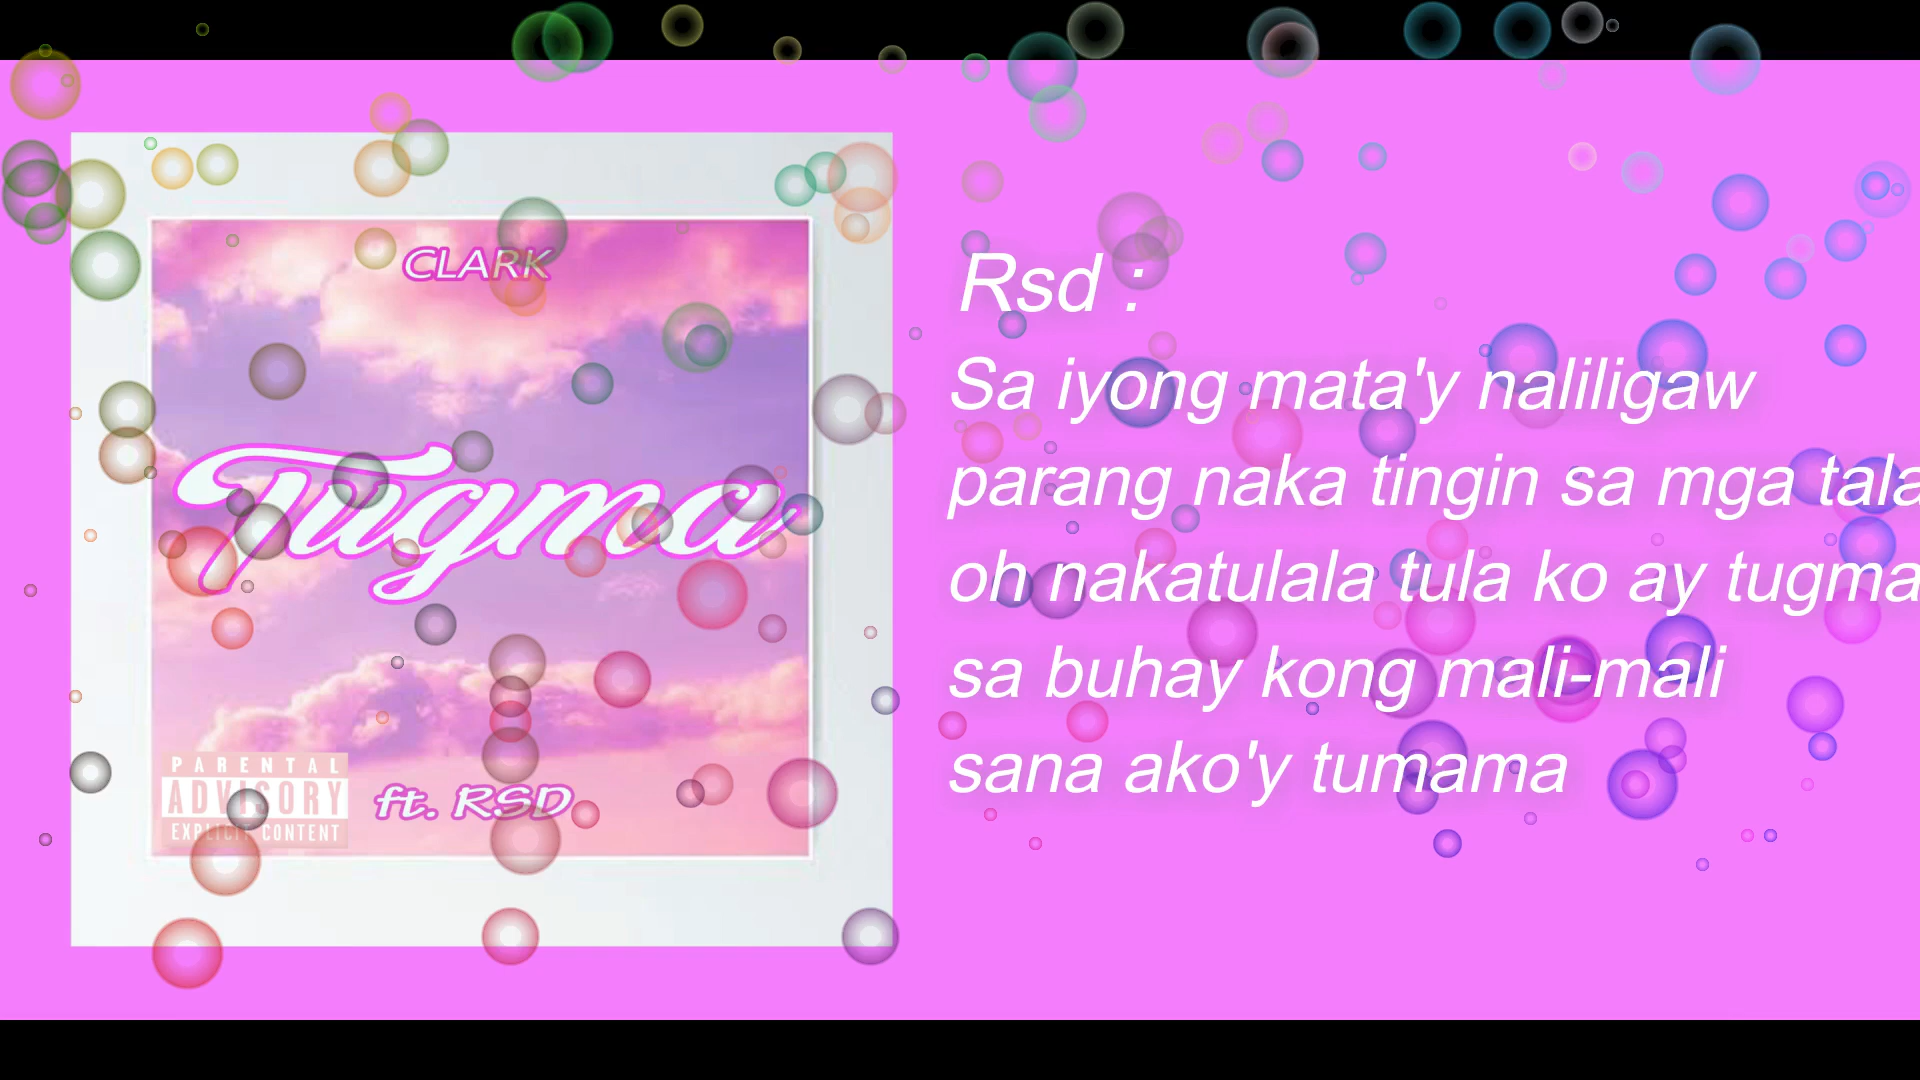 CLARK
Tugma
PARENTAL
ADVISORY
EXPLICIT CONTENT
ft. RSD
Rsd :
Sa iyong mata'y naliligaw
parang naka tingin sa mga tala
oh nakatulala tula ko ay tugma
sa buhay kong mali-mali
sana ako'y tumama